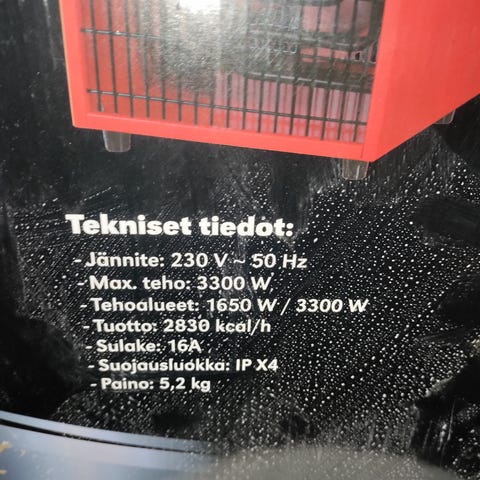 Tekniset tiedot:
- Jännite: 230 V ~ 50 Hz
- Max. teho: 3300 W
- Tehoalueet: 1650 W / 3300 W
- Tuotto: 2830 kcal/h
- Sulake: 16A
- Suojausluokka: IP X4
- Paino: 5,2 kg